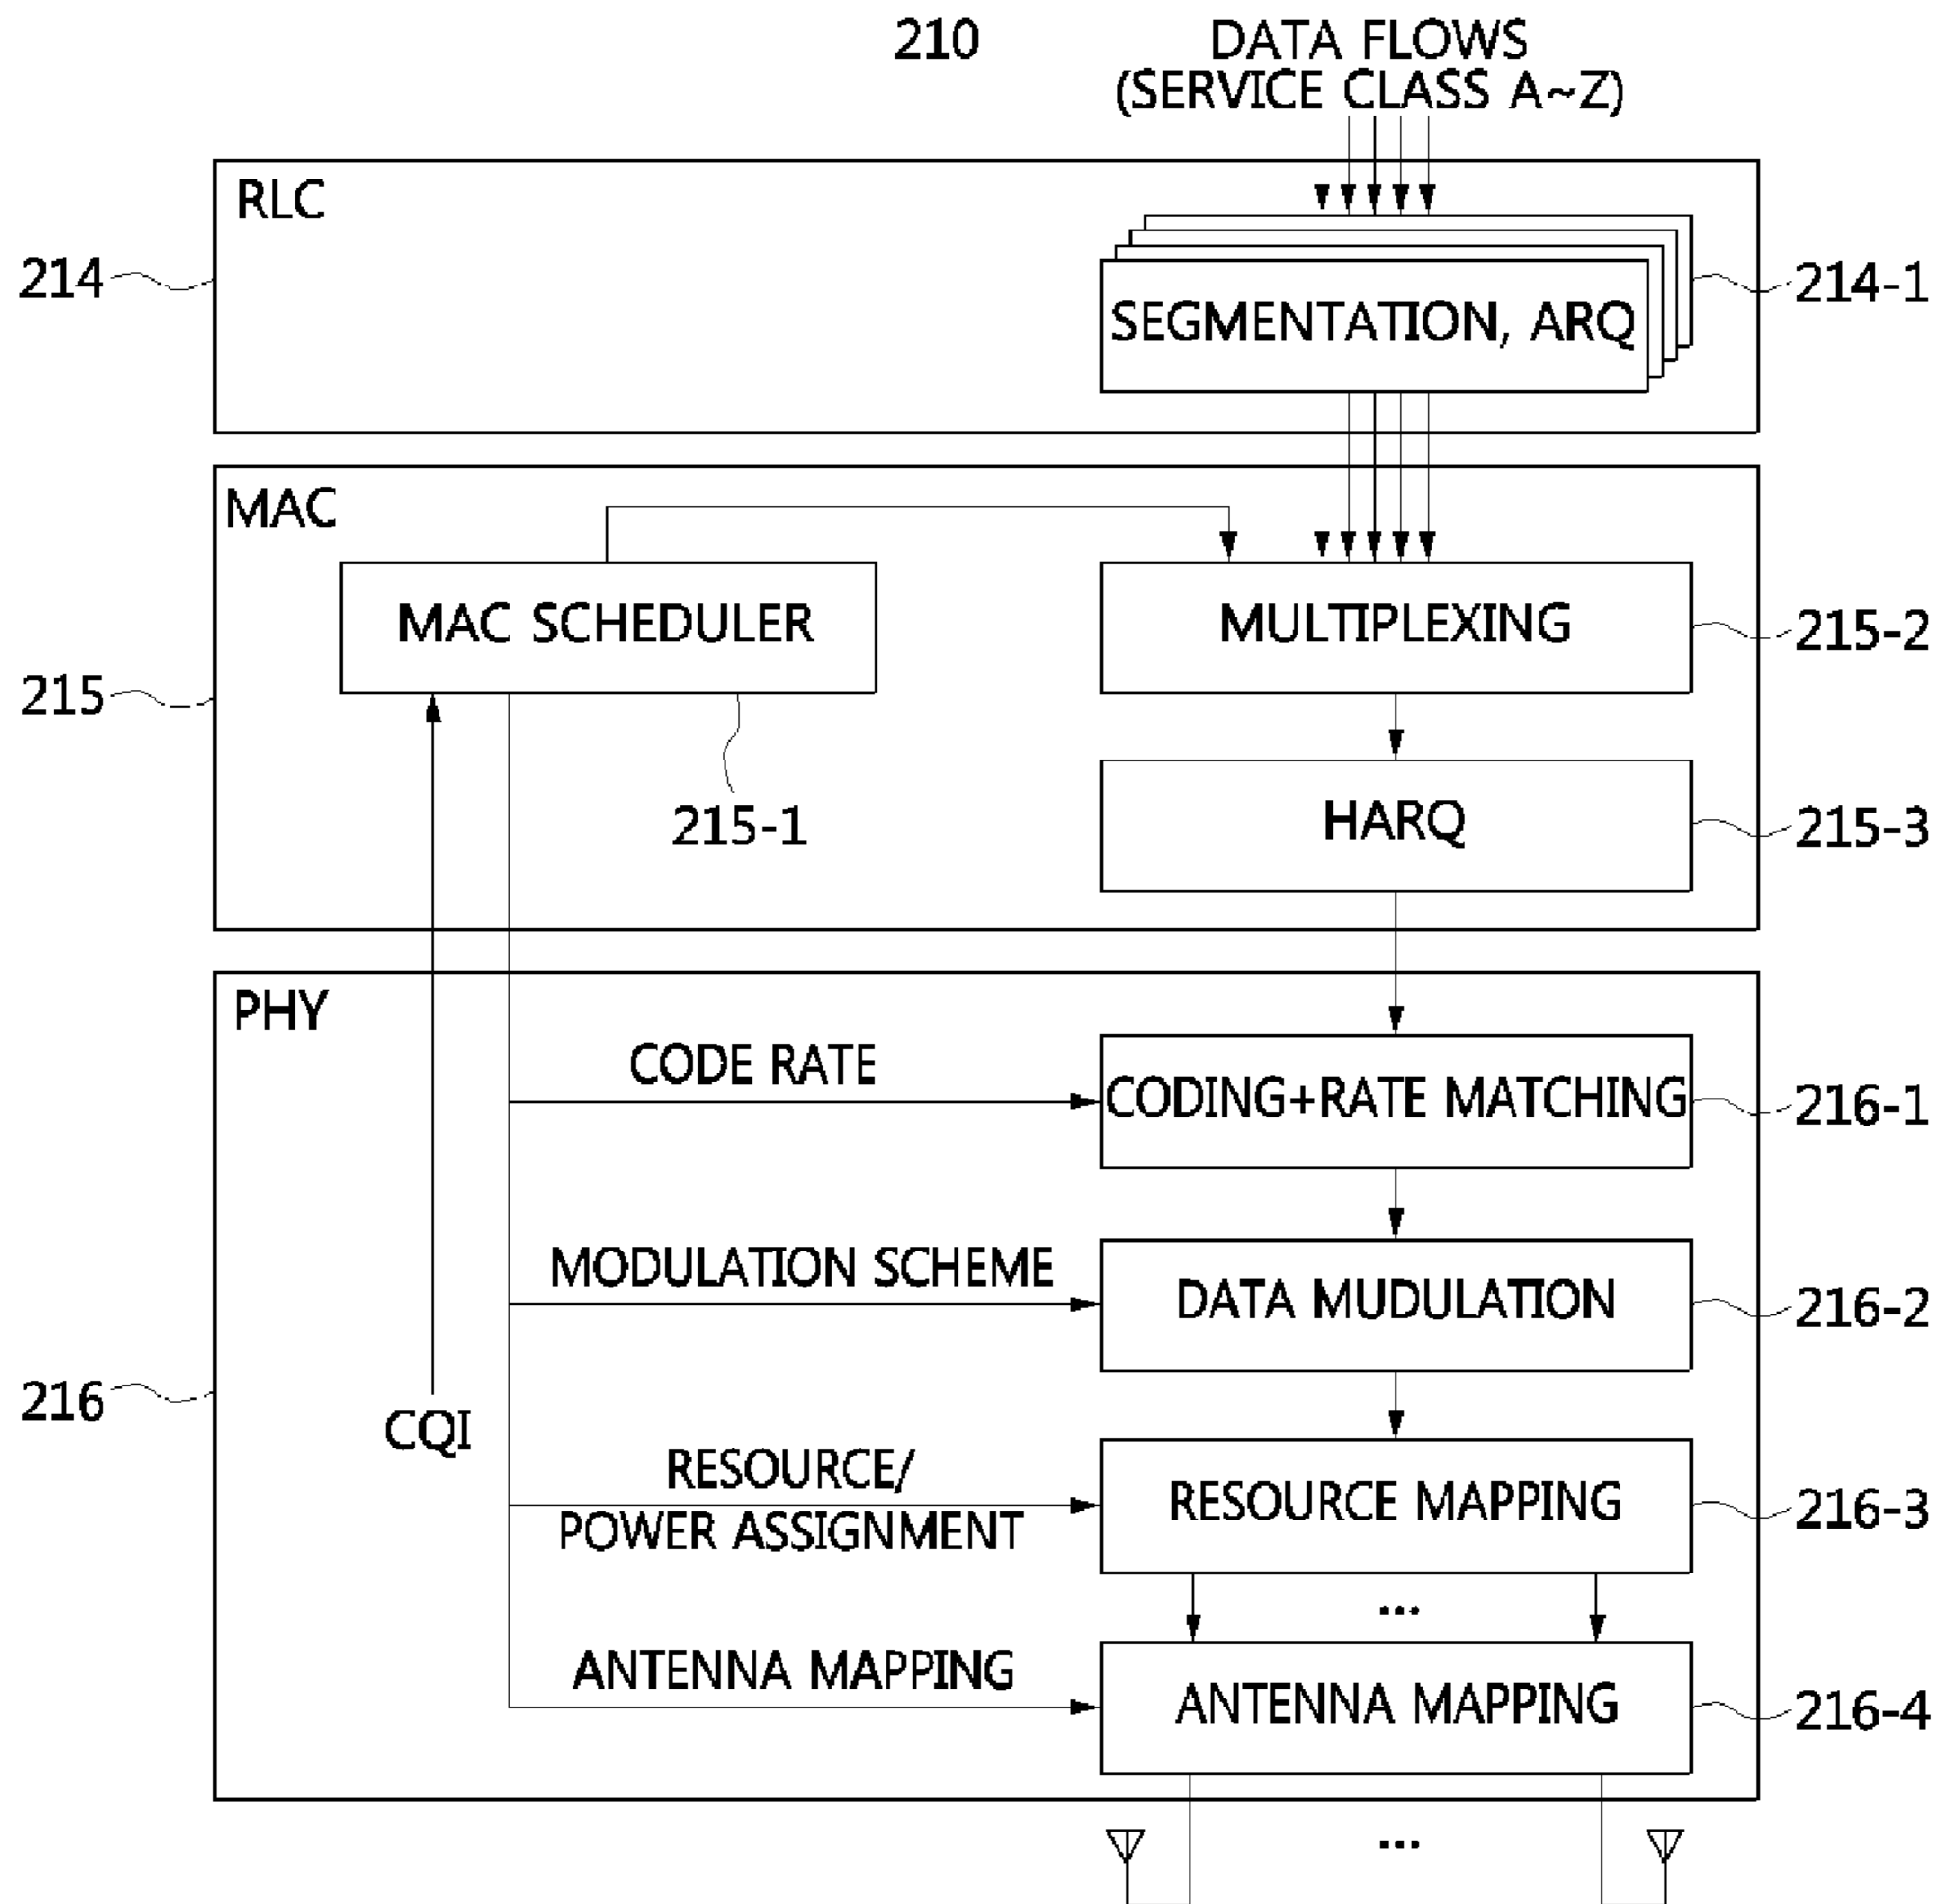 210
DATA FLOWS
(SERVICE CLASS A~Z)
RLC
214
214-1
SEGMENTATION, ARQ
MAC
MAC SCHEDULER
MULTIPLEXING
215-2
215
215-1
HARQ
215-3
PHY
CODE RATE
CODING+RATE MATCHING
216-1
MODULATION SCHEME
DATA MUDULATION
216-2
216
CQI
RESOURCE/
POWER ASSIGNMENT
RESOURCE MAPPING
216-3
...
ANTENNA MAPPING
ANTENNA MAPPING
216-4
...